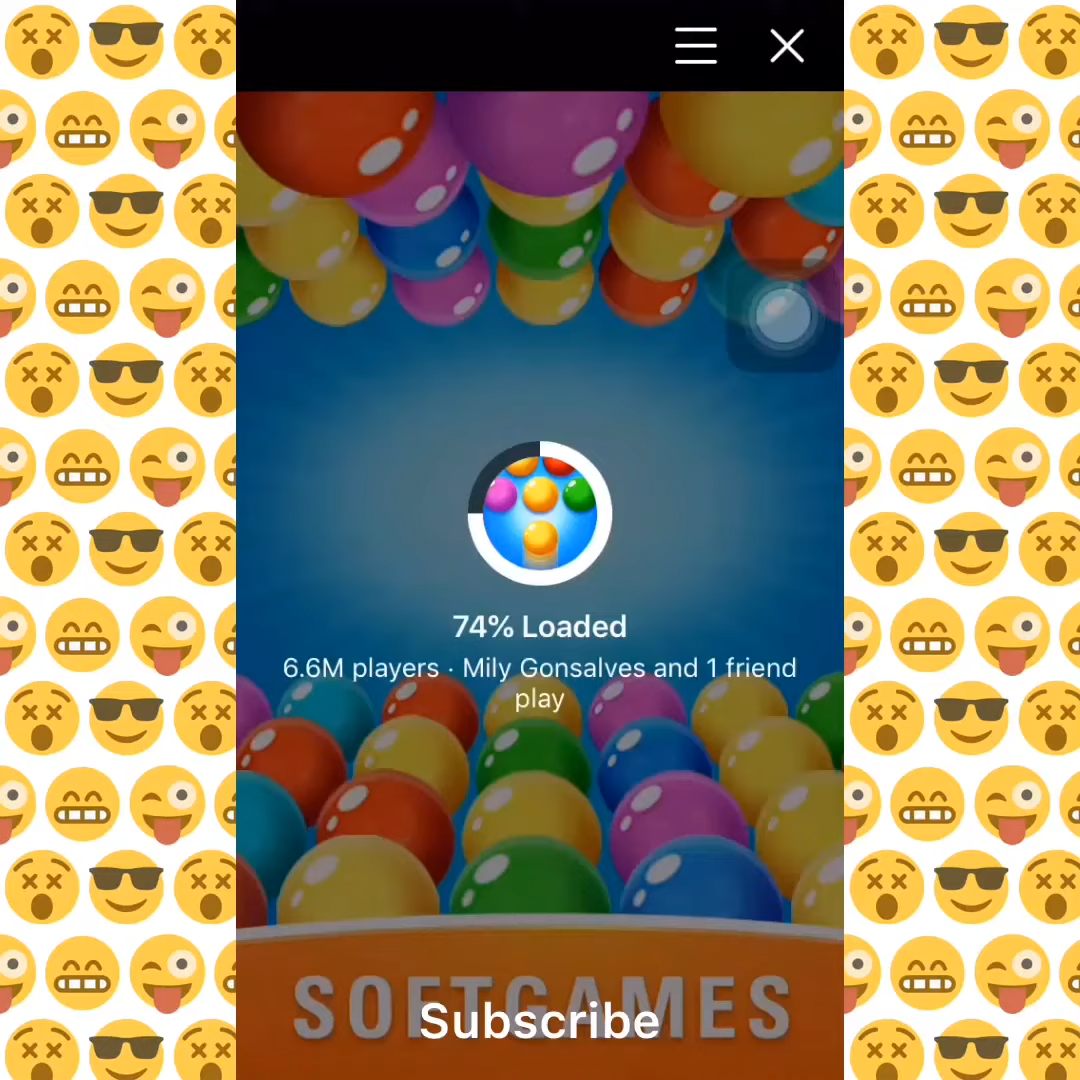 74% Loaded
6.6M players · Mily Gonsalves and 1 friend
play
SOFTGAMES
Subscribe